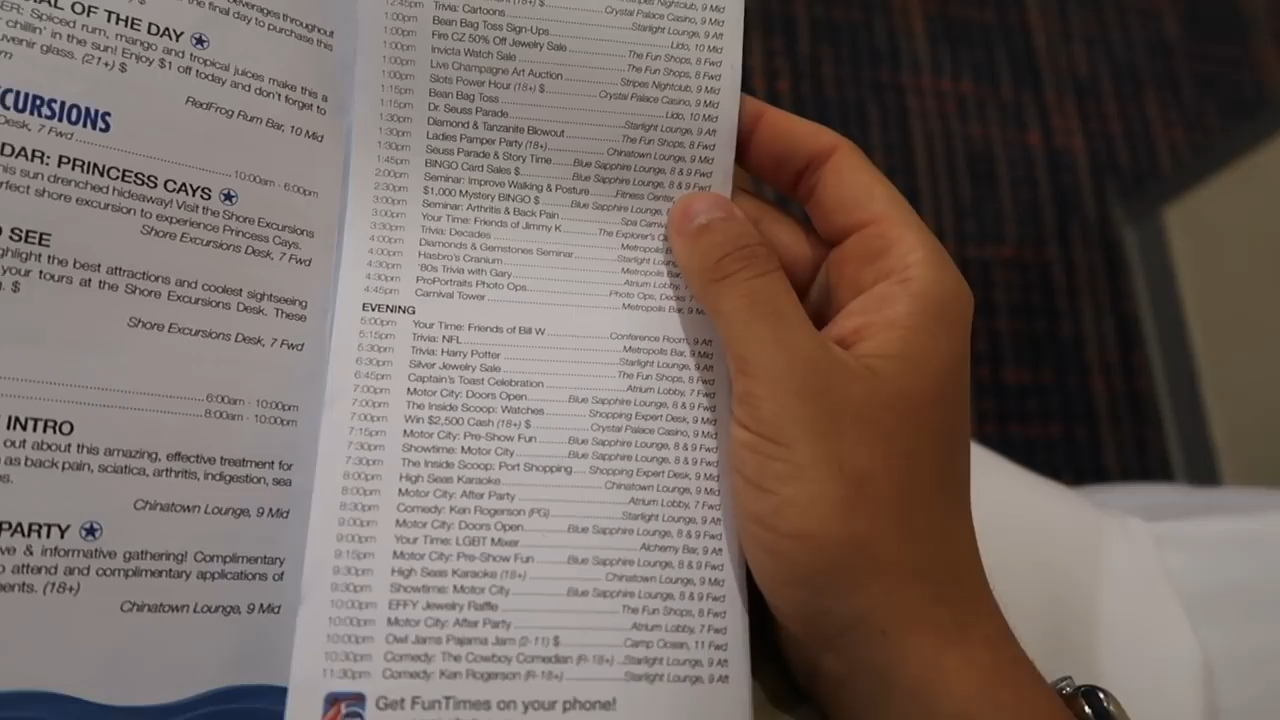 beverages throughout
the final day to purchase this
AL OF THE DAY
ER: Spiced rum, mango and tropical juices make this a
chillin' in the sun! Enjoy $1 off today and don't forget to
venir glass. (21+) $
RedFrog Rum Bar, 10 Mid
CURSIONS
Desk, 7 Fwd 10:00am - 6:00pm
DAR: PRINCESS CAYS
his sun drenched hideaway! Visit the Shore Excursions
rfect shore excursion to experience Princess Cays.
Shore Excursions Desk, 7 Fwd
O SEE
ghlight the best attractions and coolest sightseeing
your tours at the Shore Excursions Desk. These
$
Shore Excursions Desk, 7 Fwd
6:00am - 10:00pm
8:00am - 10:00pm
INTRO
out about this amazing, effective treatment for
as back pain, sciatica, arthritis, indigestion, sea
Chinatown Lounge, 9 Mid
PARTY
ve & informative gathering! Complimentary
o attend and complimentary applications of
ents. (18+)
Chinatown Lounge, 9 Mid
12:45pm Trivia: Cartoons Starlight Lounge, 9 Aft
1:00pm Bean Bag Toss Sign-Ups Lido, 10 Mid
1:00pm Fire CZ 50% Off Jewelry Sale The Fun Shops, 8 Fwd
1:00pm Invicta Watch Sale The Fun Shops, 8 Fwd
1:00pm Live Champagne Art Auction Stripes Nightclub, 9 Mid
1:00pm Slots Power Hour (18+) $ Crystal Palace Casino, 9 Mid
1:15pm Bean Bag Toss Lido, 10 Mid
1:15pm Dr. Seuss Parade Starlight Lounge, 9 Aft
1:30pm Diamond & Tanzanite Blowout The Fun Shops, 8 Fwd
1:30pm Ladies Pamper Party (18+) Chinatown Lounge, 9 Mid
1:30pm Seuss Parade & Story Time Blue Sapphire Lounge, 8 & 9 Fwd
1:45pm BINGO Card Sales $ Blue Sapphire Lounge, 8 & 9 Fwd
2:00pm Seminar: Improve Walking & Posture Fitness Center,
2:30pm $1,000 Mystery BINGO $ Blue Sapphire Lounge,
3:00pm Seminar: Arthritis & Back Pain Spa Carniv
3:00pm Your Time: Friends of Jimmy K The Explorer's Cl
3:30pm Trivia: Decades Metropolis B
4:00pm Diamonds & Gemstones Seminar Starlight Loun
4:00pm Hasbro's Cranium Metropolis Bar,
4:30pm '80s Trivia with Gary Atrium Lobby,
4:30pm ProPortraits Photo Ops Photo Ops, Decks 7
4:45pm Carnival Tower Metropolis Bar, 9 M
EVENING
5:00pm Your Time: Friends of Bill W. Conference Room, 9 Aft
5:15pm Trivia: NFL Metropolis Bar, 9 Mid
5:30pm Trivia: Harry Potter Starlight Lounge, 9 Aft
6:30pm Silver Jewelry Sale The Fun Shops, 8 Fwd
6:45pm Captain's Toast Celebration Atrium Lobby, 7 Fwd
7:00pm Motor City: Doors Open Blue Sapphire Lounge, 8 & 9 Fwd
7:00pm The Inside Scoop: Watches Shopping Expert Desk, 9 Mid
7:00pm Win $2,500 Cash (18+) $ Crystal Palace Casino, 9 Mid
7:15pm Motor City: Pre-Show Fun Blue Sapphire Lounge, 8 & 9 Fwd
7:30pm Showtime: Motor City Blue Sapphire Lounge, 8 & 9 Fwd
7:30pm The Inside Scoop: Port Shopping Shopping Expert Desk, 9 Mid
8:00pm High Seas Karaoke Chinatown Lounge, 9 Mid
8:00pm Motor City: After Party Atrium Lobby, 7 Fwd
8:30pm Comedy: Ken Rogerson (PG) Starlight Lounge, 9 Aft
9:00pm Motor City: Doors Open Blue Sapphire Lounge, 8 & 9 Fwd
9:00pm Your Time: LGBT Mixer Alchemy Bar, 9 Aft
9:15pm Motor City: Pre-Show Fun Blue Sapphire Lounge, 8 & 9 Fwd
9:30pm High Seas Karaoke (18+) Chinatown Lounge, 9 Mid
9:30pm Showtime: Motor City Blue Sapphire Lounge, 8 & 9 Fwd
10:00pm EFFY Jewelry Raffle The Fun Shops, 8 Fwd
10:00pm Motor City: After Party Atrium Lobby, 7 Fwd
10:00pm Owl Jams Pajama Jam (2-11) $ Camp Ocean, 11 Fwd
10:30pm Comedy: The Cowboy Comedian (R-18+) Starlight Lounge, 9 Aft
11:30pm Comedy: Ken Rogerson (R-18+) Starlight Lounge, 9 Aft
Get FunTimes on your phone!